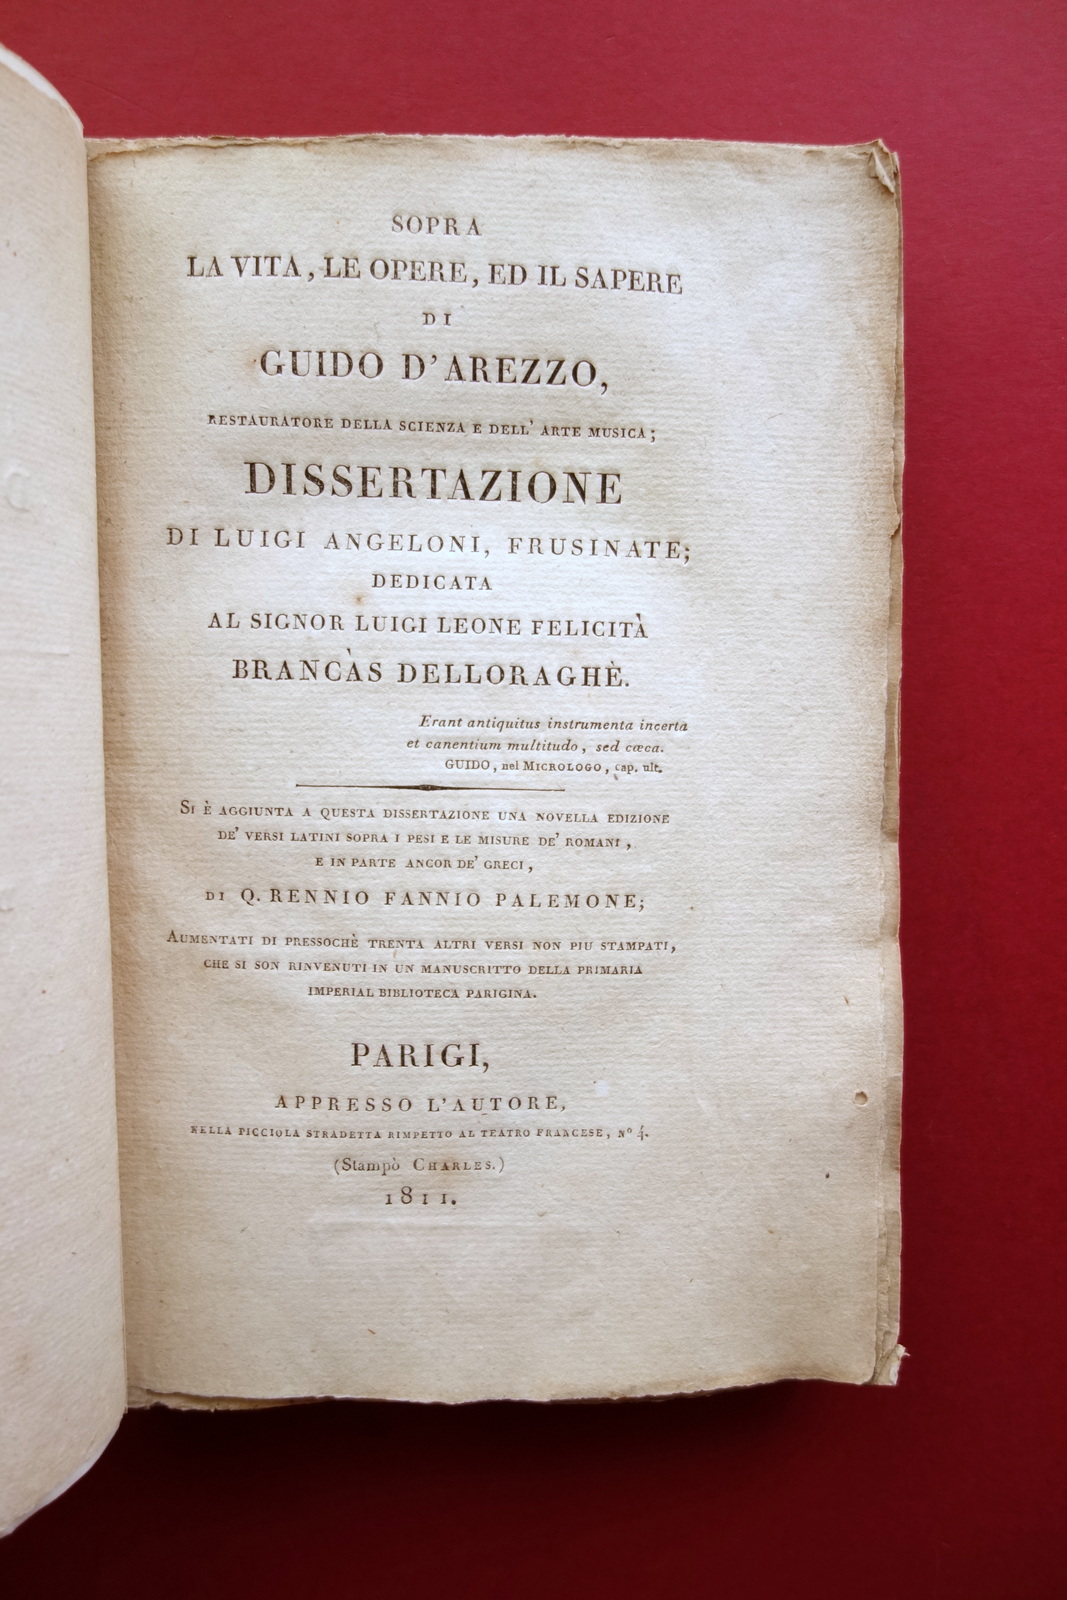 SOPRA
LA VITA, LE OPERE, ED IL SAPERE
DI
GUIDO D'AREZZO,
RESTAURATORE DELLA SCIENZA E DELL' ARTE MUSICA;
DISSERTAZIONE
DI LUIGI ANGELONI, FRUSINATE;
DEDICATA
AL SIGNOR LUIGI LEONE FELICITÀ
BRANCÀS DELLORAGHÈ.
Erant antiquitus instrumenta incerta
et canentium multitudo, sed cæca.
GUIDO, nel MICROLOGO, cap. ult.
SI È AGGIUNTA A QUESTA DISSERTAZIONE UNA NOVELLA EDIZIONE
DE' VERSI LATINI SOPRA I PESI E LE MISURE DE' ROMANI,
E IN PARTE ANCOR DE' GRECI,
DI Q. RENNIO FANNIO PALEMONE;
AUMENTATI DI PRESSOCHÈ TRENTA ALTRI VERSI NON PIU STAMPATI,
CHE SI SON RINVENUTI IN UN MANUSCRITTO DELLA PRIMARIA
IMPERIAL BIBLIOTECA PARIGINA.
PARIGI,
APPRESSO L'AUTORE,
NELLA PICCIOLA STRADETTA RIMPETTO AL TEATRO FRANCESE, Nº 4.
(Stampò CHARLES.)
1811.